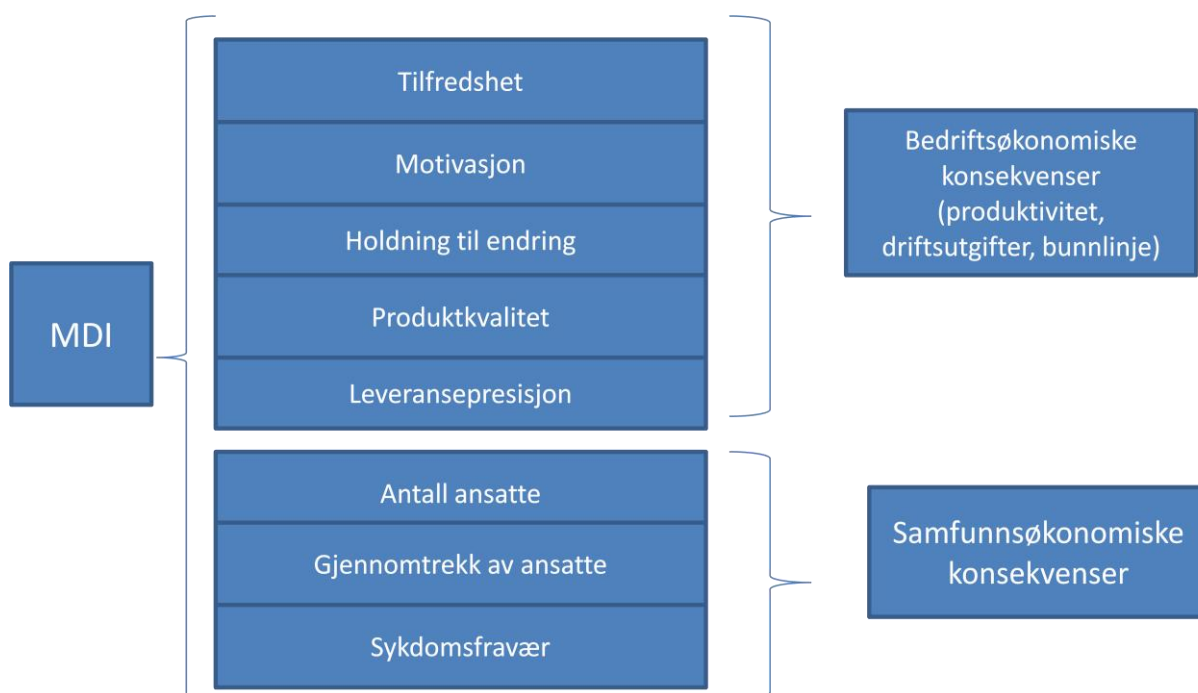 MDI
Tilfredshet
Motivasjon
Holdning til endring
Produktkvalitet
Leveransepresisjon
Antall ansatte
Gjennomtrekk av ansatte
Sykdomsfravær
Bedriftsøkonomiske
konsekvenser
(produktivitet,
driftsutgifter, bunnlinje)
Samfunnsøkonomiske
konsekvenser